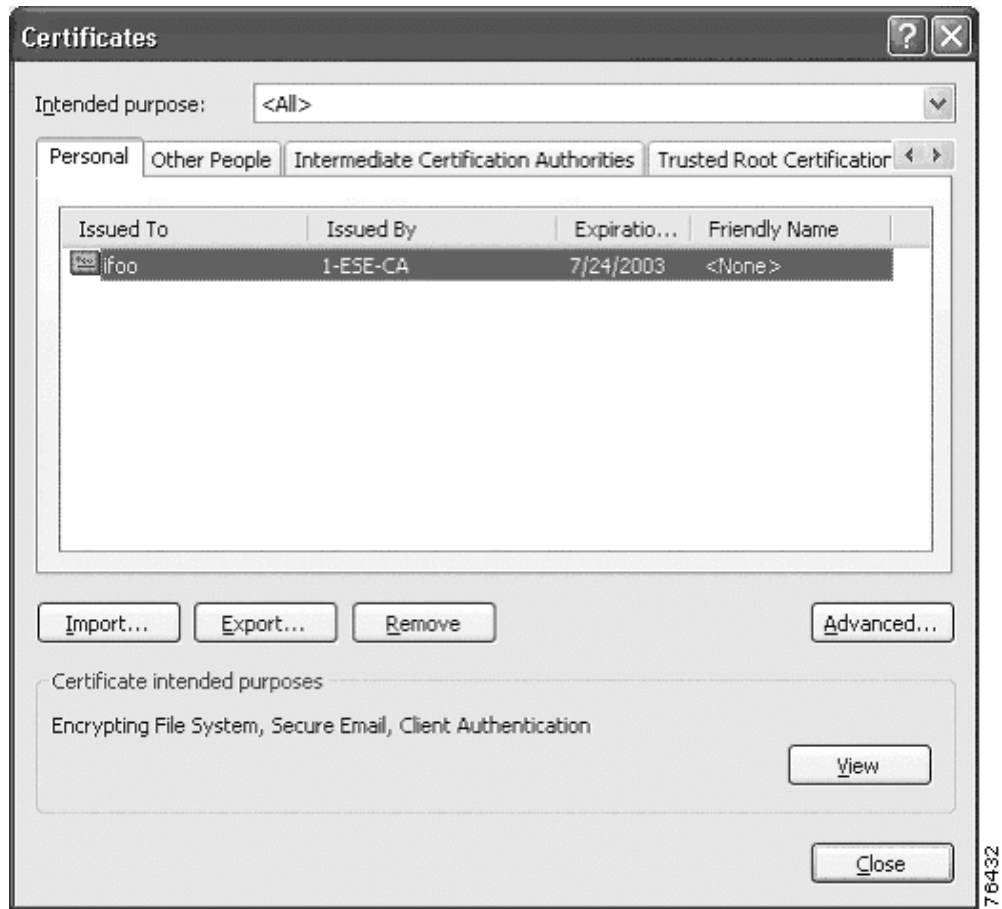 Certificates
Intended purpose: <All>
Personal Other People Intermediate Certification Authorities Trusted Root Certification
Issued To Issued By Expiratio... Friendly Name
ifoo 1-ESE-CA 7/24/2003 <None>
Import... Export... Remove Advanced...
Certificate intended purposes
Encrypting File System, Secure Email, Client Authentication
View
Close
76432